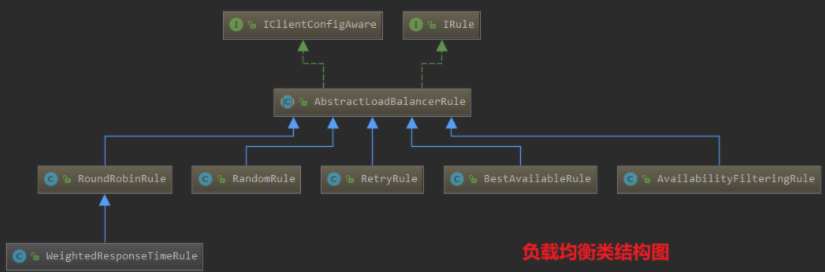 IClientConfigAware
IRule
AbstractLoadBalancerRule
RoundRobinRule
RandomRule
RetryRule
BestAvailableRule
AvailabilityFilteringRule
WeightedResponseTimeRule
负载均衡类结构图